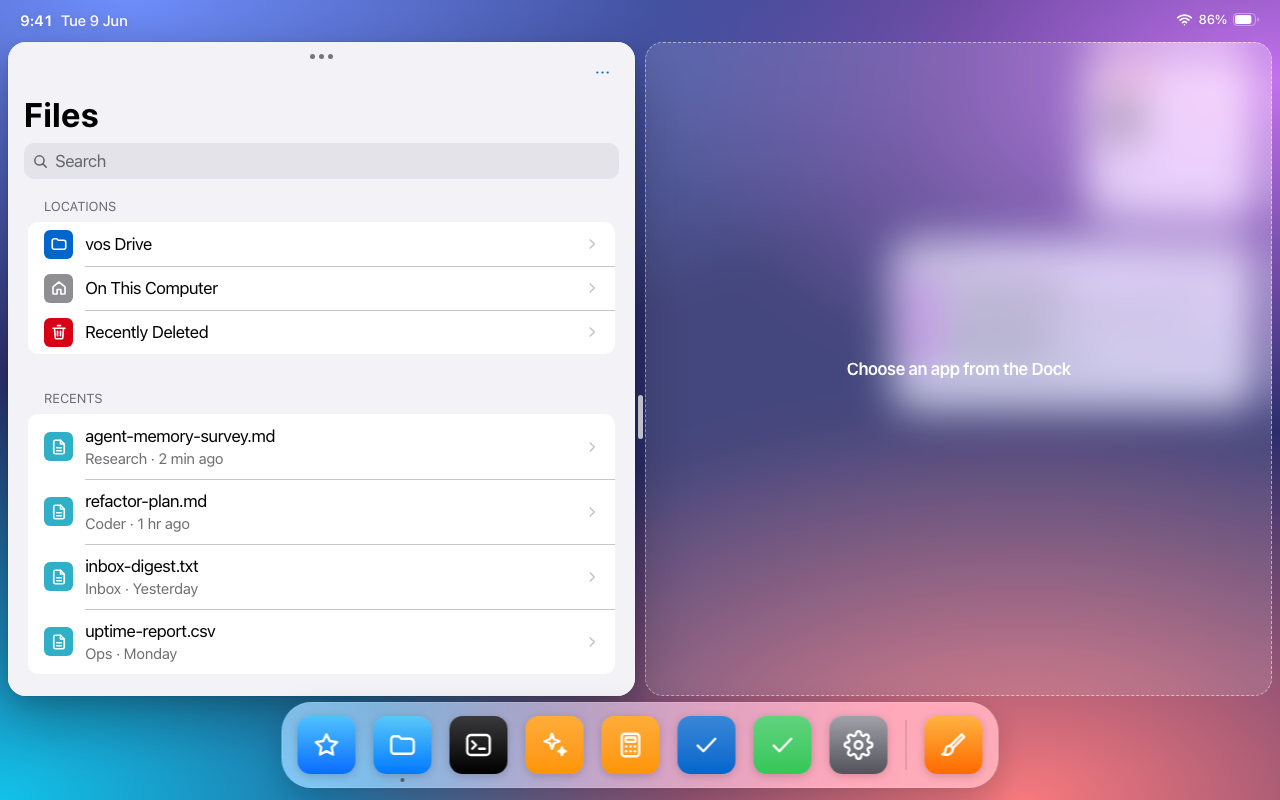 9:41 Tue 9 Jun
86%
Files
Search
LOCATIONS
vos Drive
On This Computer
Recently Deleted
RECENTS
agent-memory-survey.md
Research · 2 min ago
refactor-plan.md
Coder · 1 hr ago
inbox-digest.txt
Inbox · Yesterday
uptime-report.csv
Ops · Monday
Choose an app from the Dock